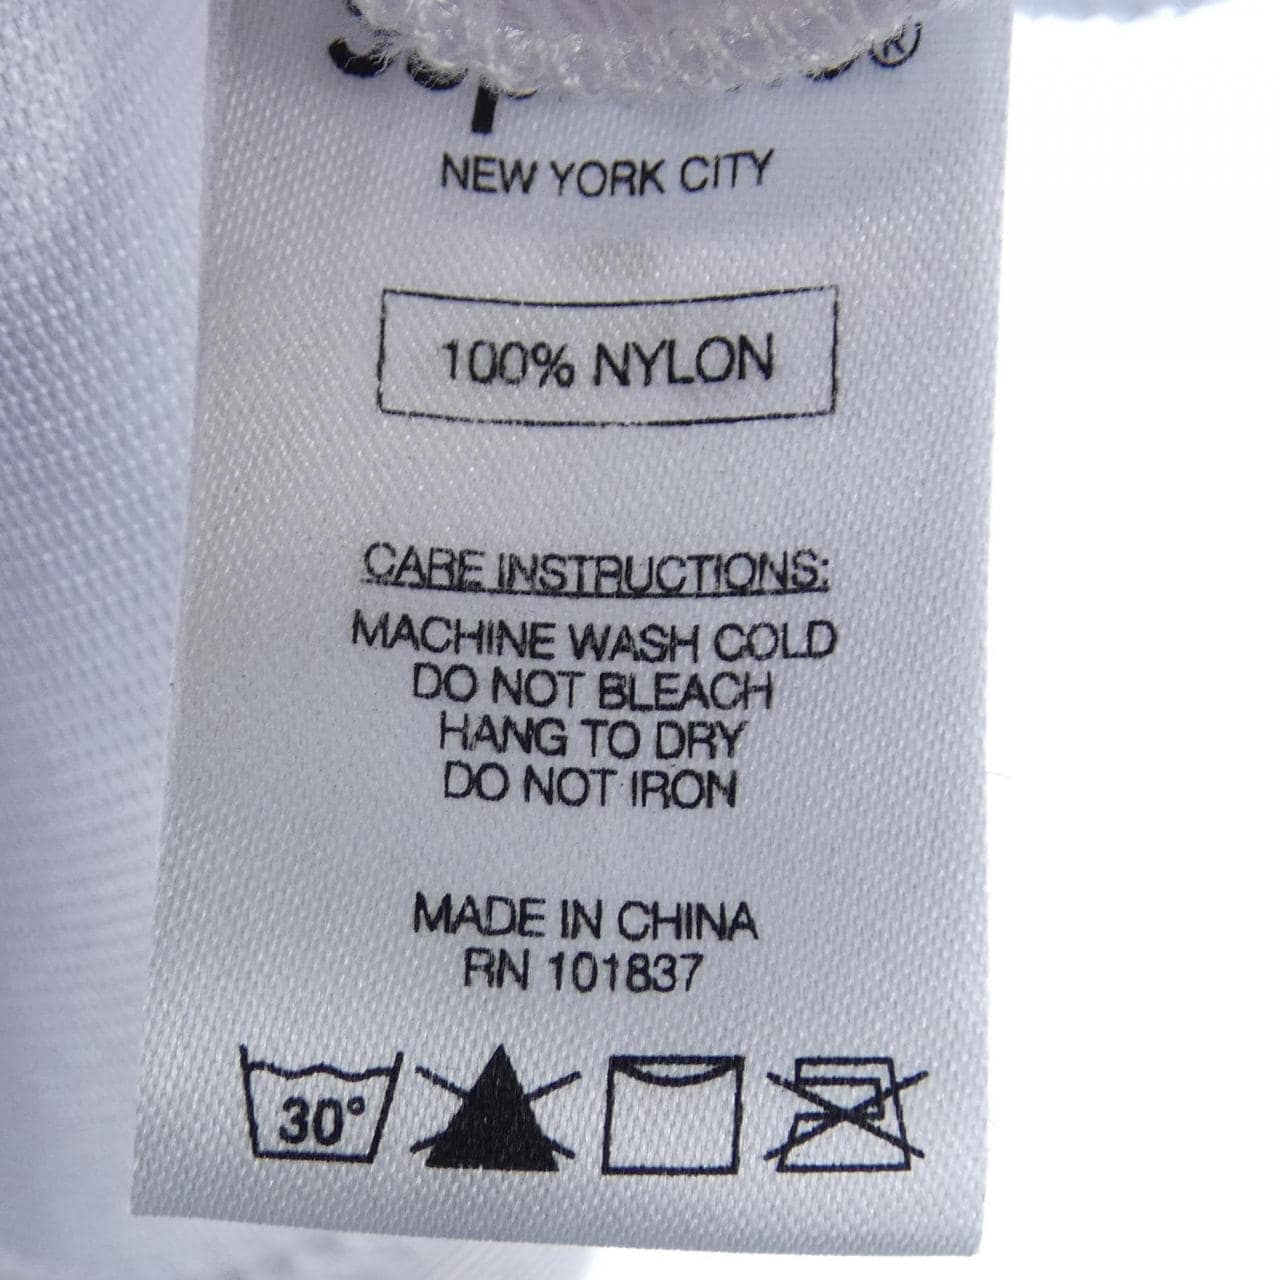 NEW YORK CITY
100% NYLON
CARE INSTRUCTIONS:
MACHINE WASH COLD
DO NOT BLEACH
HANG TO DRY
DO NOT IRON
MADE IN CHINA
RN 101837
30°